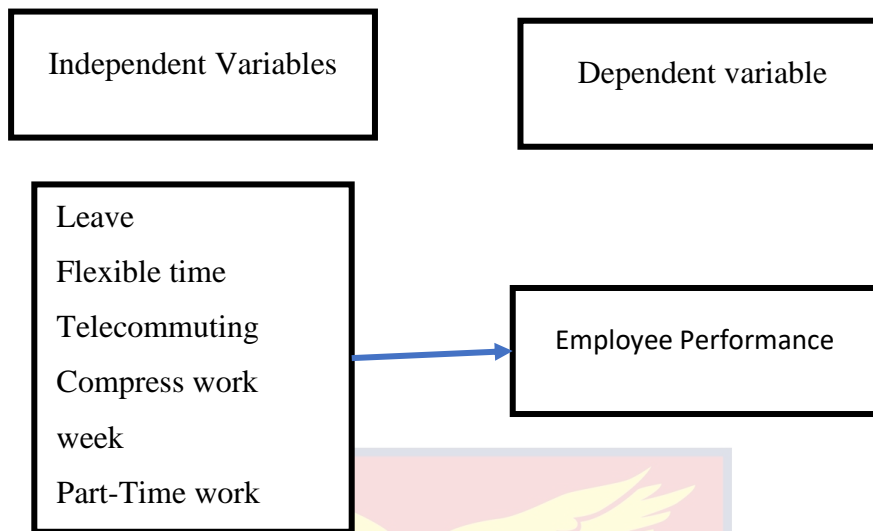 Independent Variables
Dependent variable
Leave
Flexible time
Telecommuting
Compress work
week
Part-Time work
Employee Performance